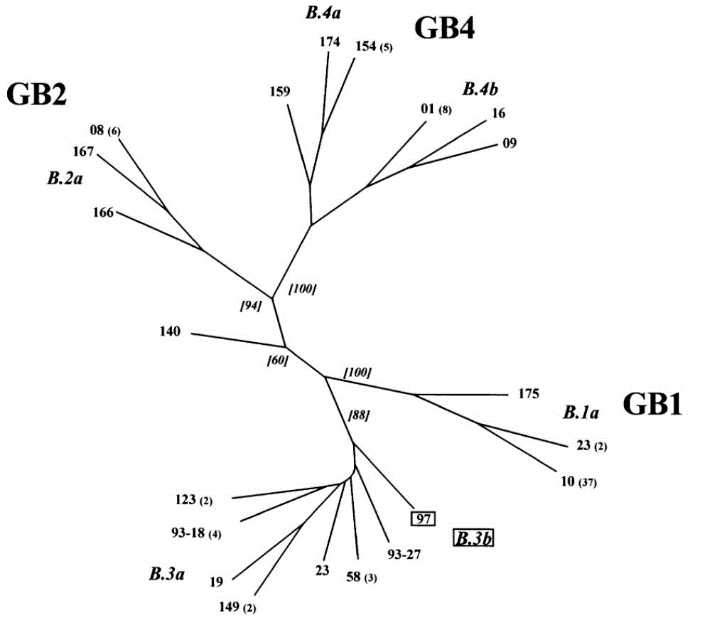 B.4a
GB4
174
154 (5)
GB2
159
B.4b
01 (8)
16
08 (6)
09
167
B.2a
166
[100]
[94]
140
[60]
[100]
175
B.1a
GB1
[88]
23 (2)
10 (37)
123 (2)
97
93-18 (4)
B.3b
93-27
B.3a
19
23
58 (3)
149 (2)